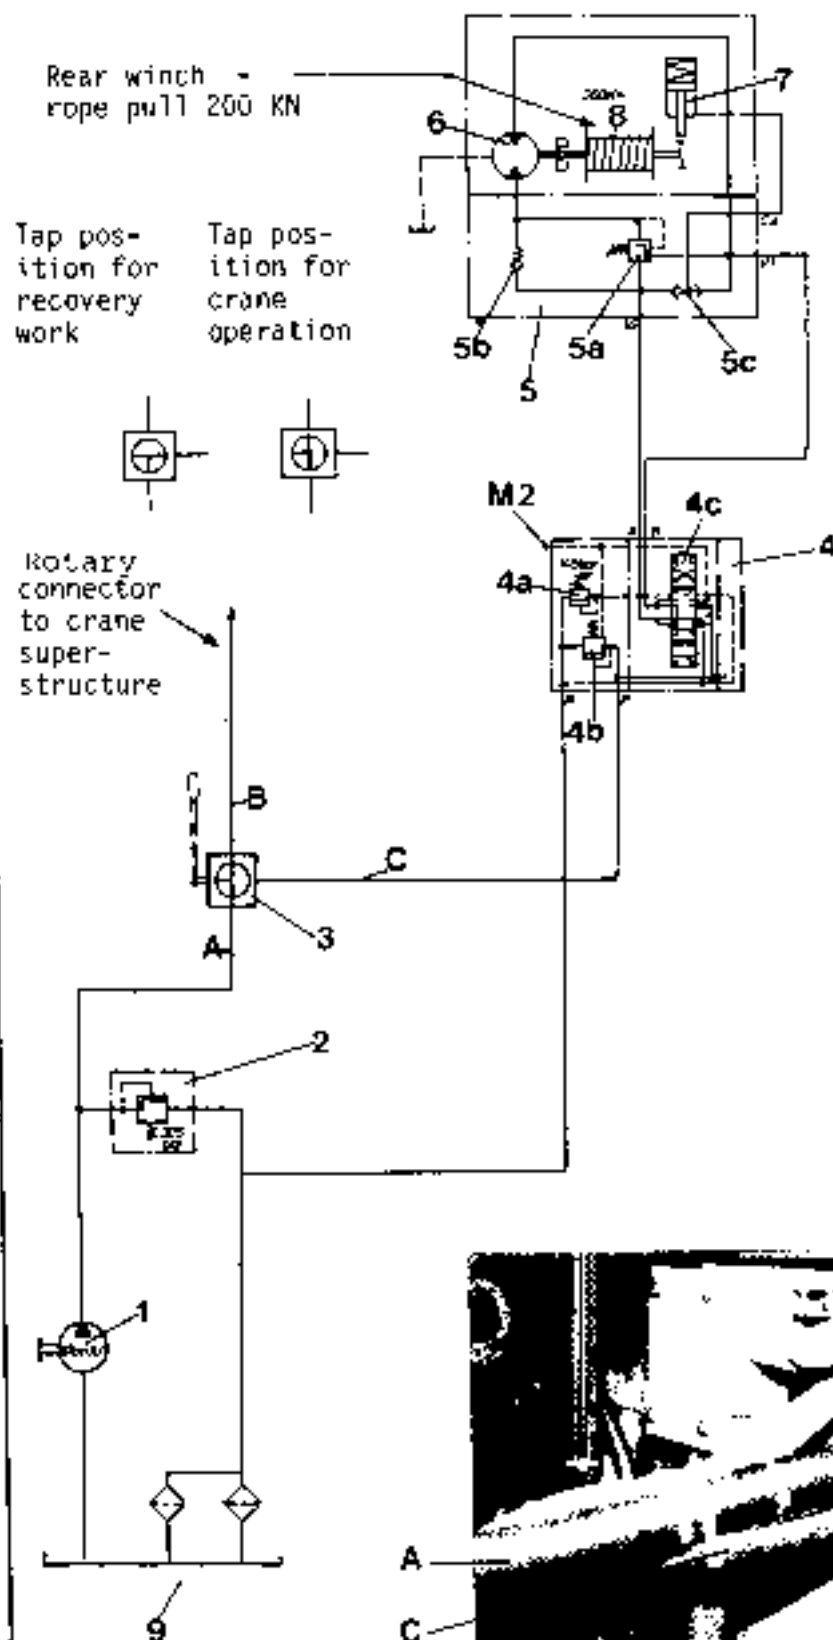 Rear winch -
rope pull 200 KN
7
8
6
Tap pos-
ition for
recovery
work
Tap pos-
ition for
crane
operation
5b
5a
5c
5
M2
4c
4
4a
Rotary
connector
to crane
super-
structure
4b
B
C
3
A
2
1
A
C
9